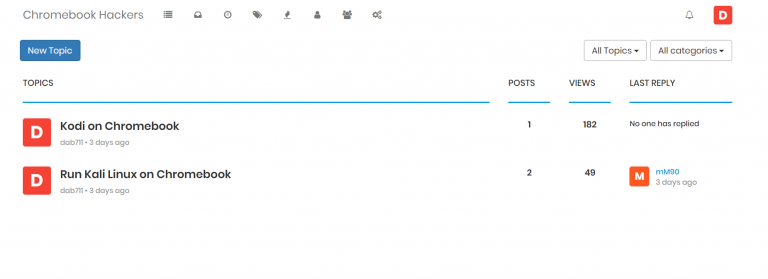 Chromebook Hackers
D
New Topic
All Topics
All categories
TOPICS POSTS VIEWS LAST REPLY
D
Kodi on Chromebook 1 182 No one has replied
dab711 • 3 days ago
D
Run Kali Linux on Chromebook 2 49
dab711 • 3 days ago
M
mM90
3 days ago